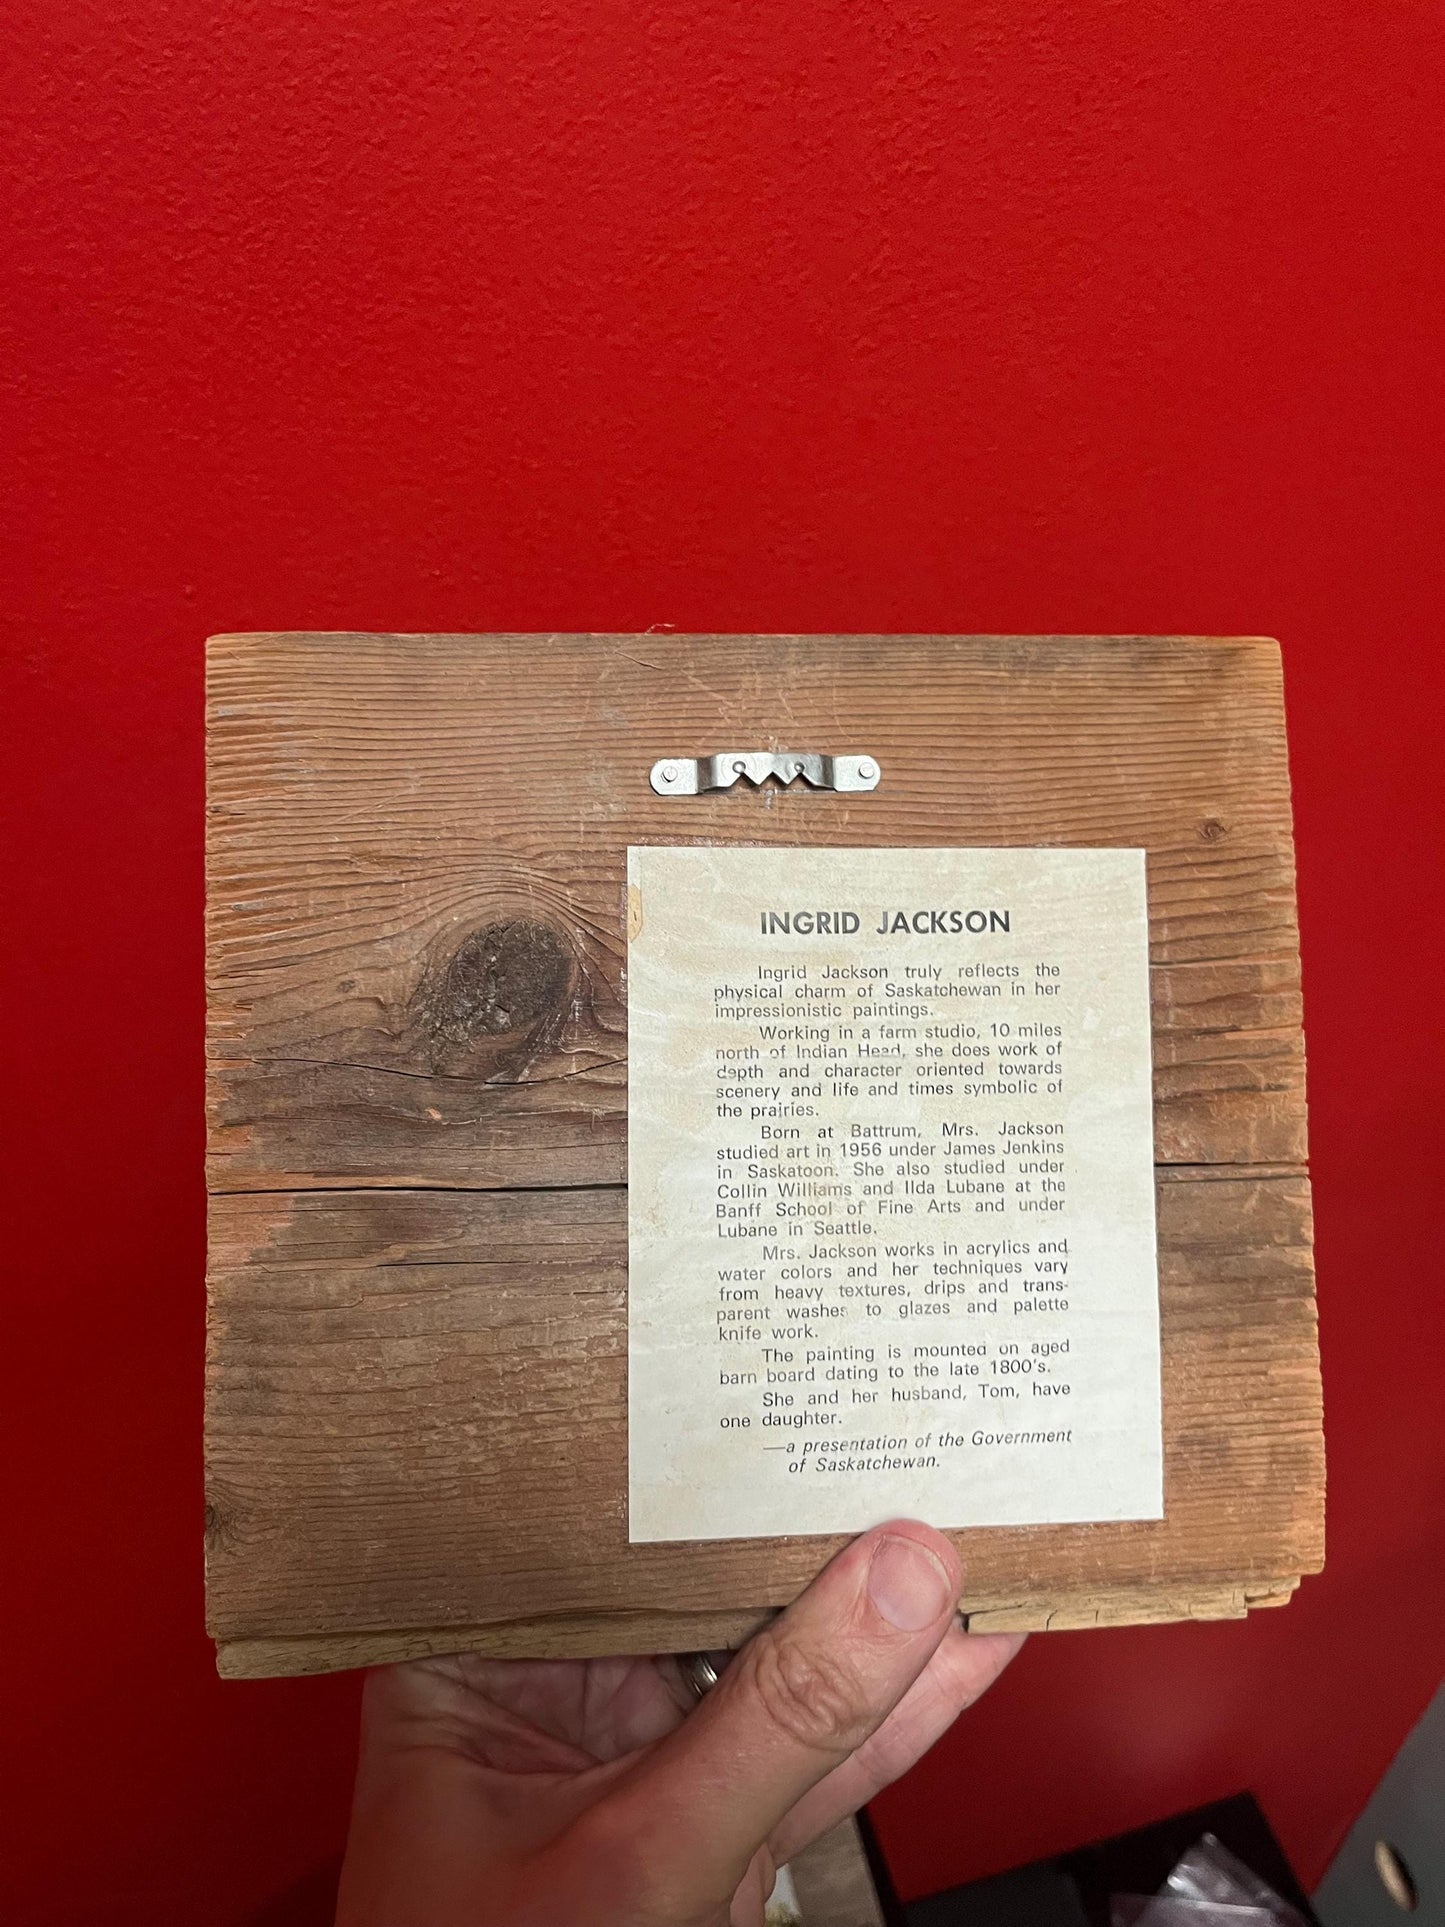 INGRID JACKSON
Ingrid Jackson truly reflects the
physical charm of Saskatchewan in her
impressionistic paintings.
Working in a farm studio, 10 miles
north of Indian Head, she does work of
depth and character oriented towards
scenery and life and times symbolic of
the prairies.
Born at Battrum, Mrs. Jackson
studied art in 1956 under James Jenkins
in Saskatoon. She also studied under
Collin Williams and Ilda Lubane at the
Banff School of Fine Arts and under
Lubane in Seattle.
Mrs. Jackson works in acrylics and
water colors and her techniques vary
from heavy textures, drips and trans-
parent washes to glazes and palette
knife work.
The painting is mounted on aged
barn board dating to the late 1800's.
She and her husband, Tom, have
one daughter.
—a presentation of the Government
of Saskatchewan.